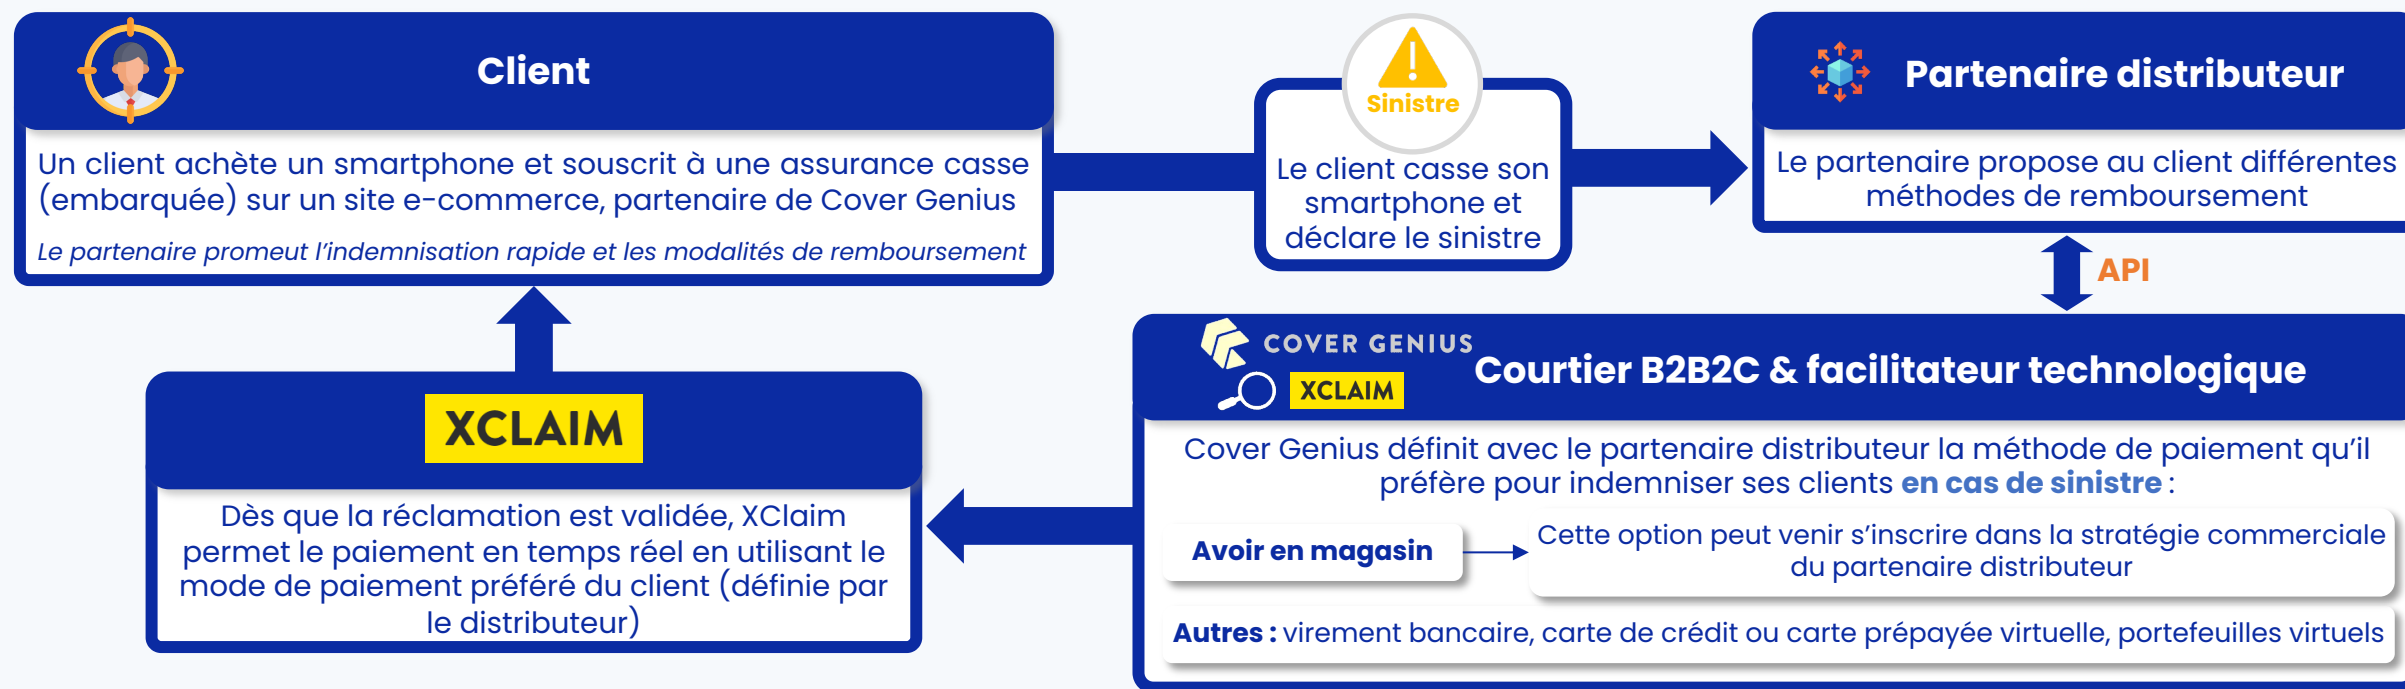 Client
Un client achète un smartphone et souscrit à une assurance casse
(embarquée) sur un site e-commerce, partenaire de Cover Genius
Le partenaire promeut l’indemnisation rapide et les modalités de remboursement
Sinistre
Le client casse son
smartphone et
déclare le sinistre
Partenaire distributeur
Le partenaire propose au client différentes
méthodes de remboursement
API
COVER GENIUS
XCLAIM
Courtier B2B2C & facilitateur technologique
Cover Genius définit avec le partenaire distributeur la méthode de paiement qu’il
préfère pour indemniser ses clients en cas de sinistre :
Avoir en magasin
Cette option peut venir s’inscrire dans la stratégie commerciale
du partenaire distributeur
Autres : virement bancaire, carte de crédit ou carte prépayée virtuelle, portefeuilles virtuels
XCLAIM
Dès que la réclamation est validée, XClaim
permet le paiement en temps réel en utilisant le
mode de paiement préféré du client (définie par
le distributeur)